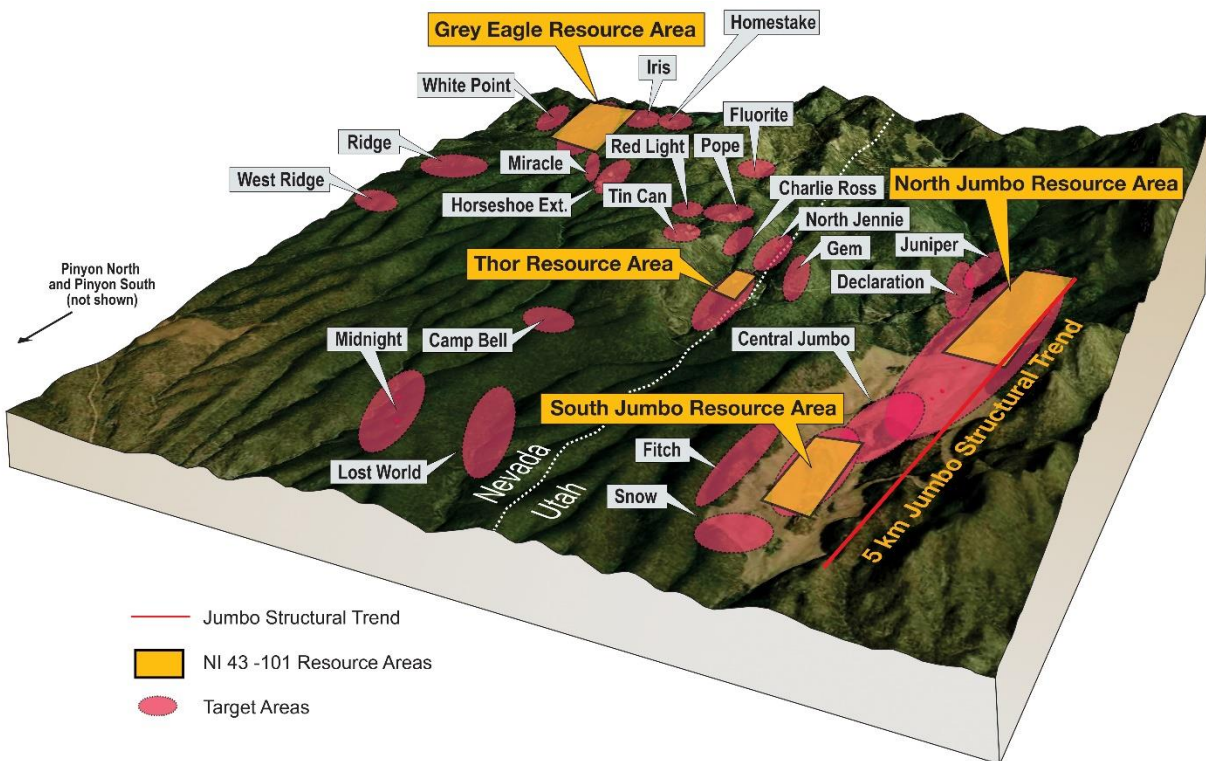 Homestake
Grey Eagle Resource Area
Iris
White Point
Fluorite
Ridge
Red Light
Pope
Miracle
Charlie Ross
North Jumbo Resource Area
West Ridge
Horseshoe Ext.
Tin Can
North Jennie
Gem
Juniper
Thor Resource Area
Declaration
Pinyon North
and Pinyon South
(not shown)
Midnight
Camp Bell
Central Jumbo
South Jumbo Resource Area
5 km Jumbo Structural Trend
Fitch
Lost World
Nevada
Utah
Snow
Jumbo Structural Trend
NI 43 -101 Resource Areas
Target Areas